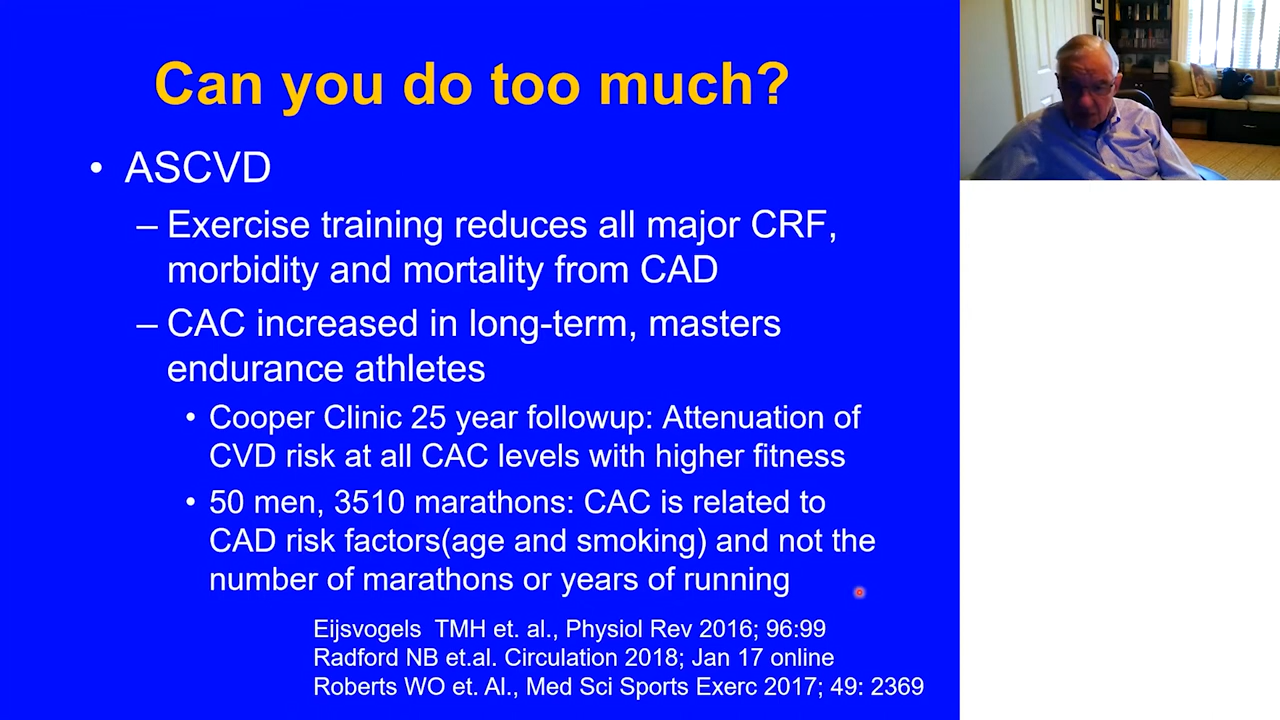 Can you do too much?
• ASCVD
– Exercise training reduces all major CRF,
morbidity and mortality from CAD
– CAC increased in long-term, masters
endurance athletes
• Cooper Clinic 25 year followup: Attenuation of
CVD risk at all CAC levels with higher fitness
• 50 men, 3510 marathons: CAC is related to
CAD risk factors(age and smoking) and not the
number of marathons or years of running
Eijsvogels TMH et. al., Physiol Rev 2016; 96:99
Radford NB et.al. Circulation 2018; Jan 17 online
Roberts WO et. Al., Med Sci Sports Exerc 2017; 49: 2369